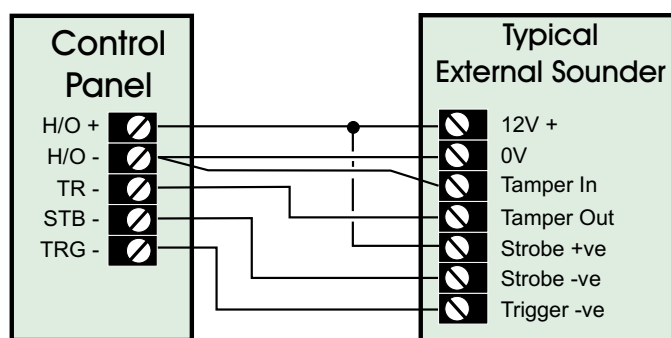 Control
Panel
H/O +
H/O -
TR -
STB -
TRG -
Typical
External Sounder
12V +
0V
Tamper In
Tamper Out
Strobe +ve
Strobe -ve
Trigger -ve